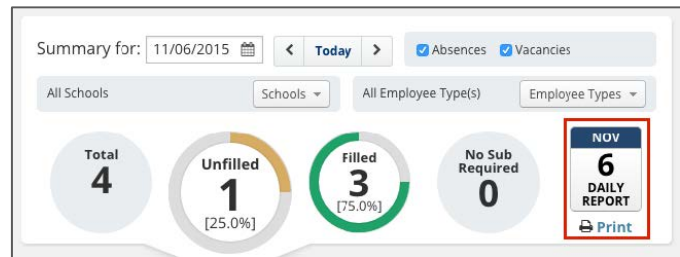 Summary for: 11/06/2015 < Today > Absences Vacancies
All Schools Schools All Employee Type(s) Employee Types
Total
4
Unfilled
1
[25.0%]
Filled
3
[75.0%]
No Sub
Required
0
NOV
6
DAILY
REPORT
Print